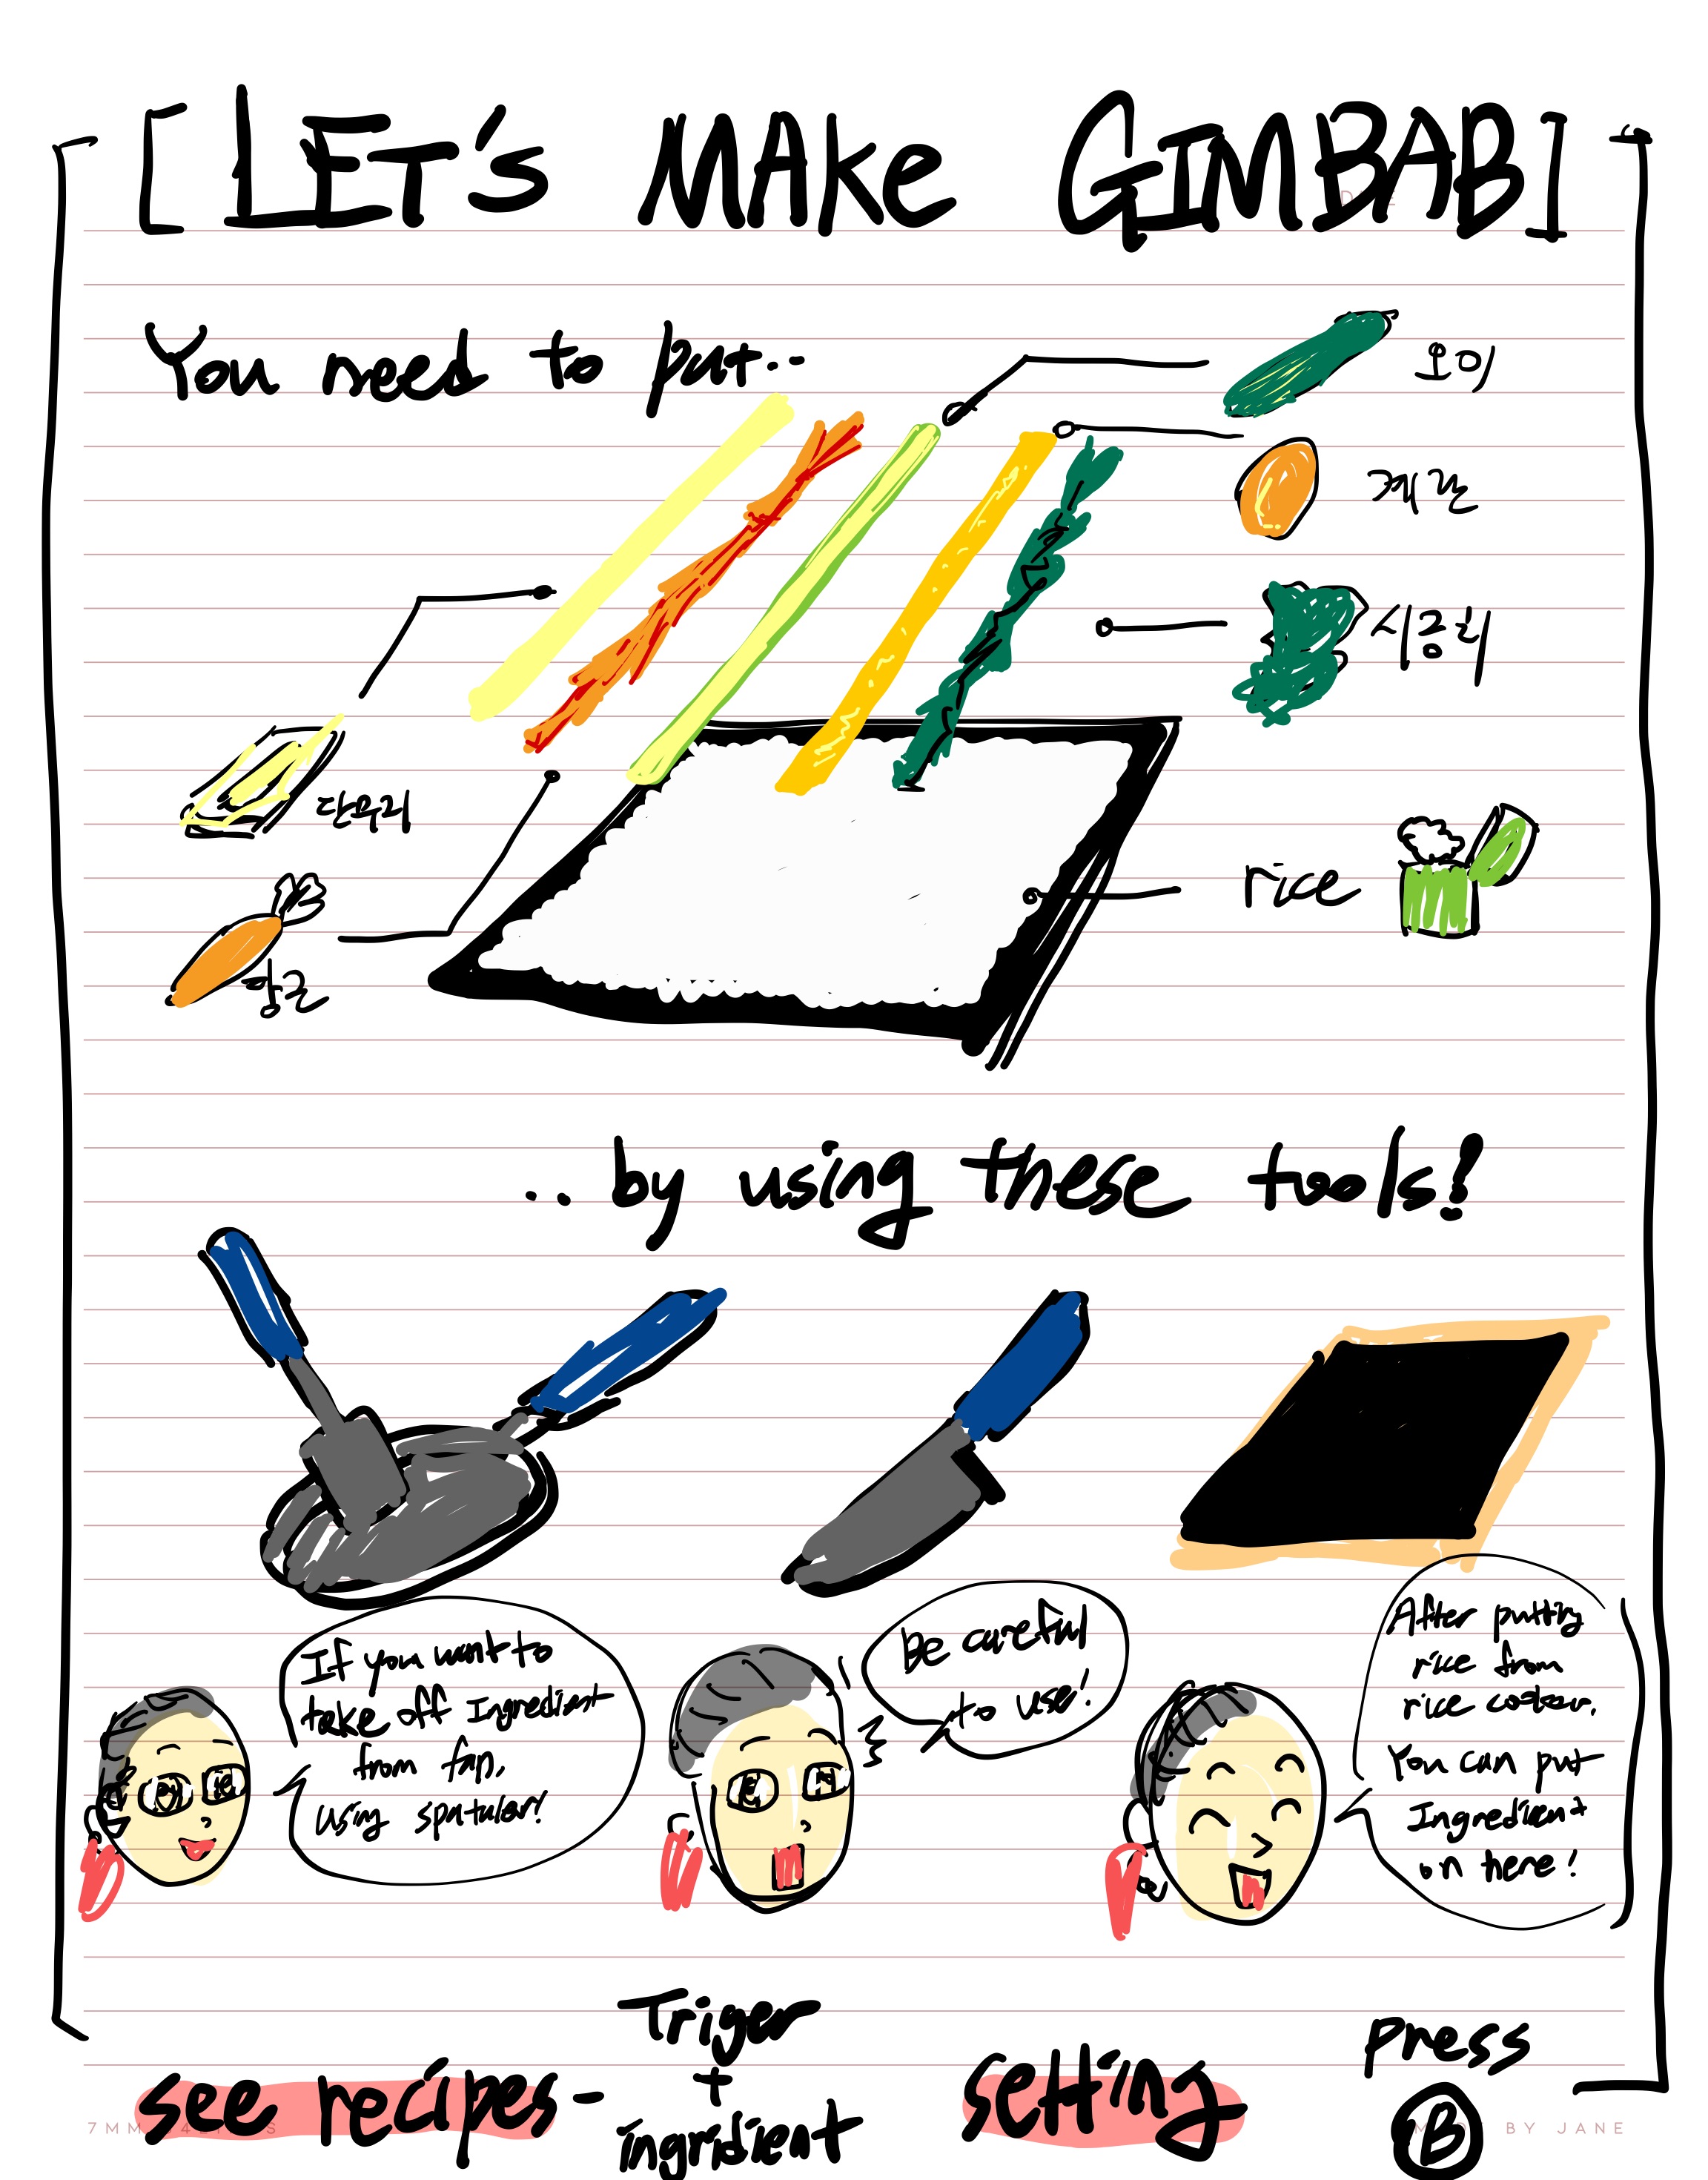 [LET'S MAKe GIMBAB]
You need to put..
오이
계란
시금치
단무지
rice
당근
.. by using these tools!
If you want to
take off Ingredient
from fan,
using spatuler!
Be careful
to use!
After putting
rice from
rice cooker,
You can put
Ingredient
on here!
see recipes -
Triger
+
ingridient
setting
press
B
BY JANE